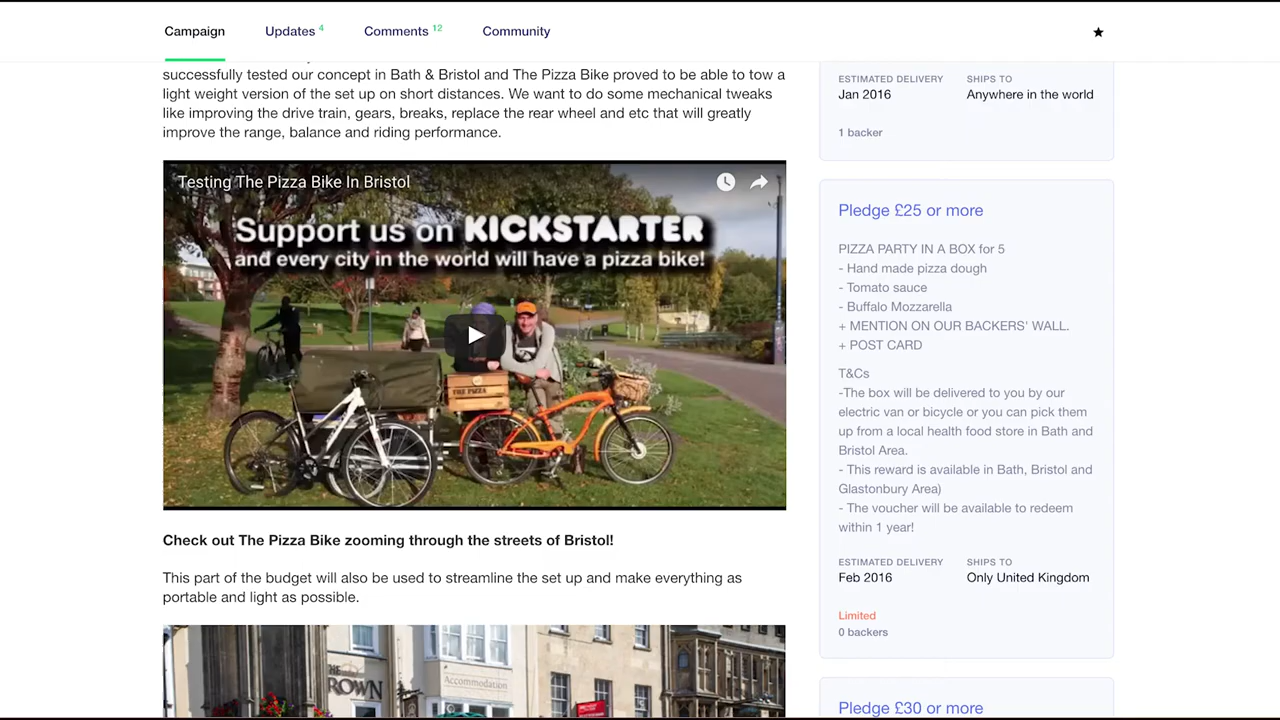 Campaign
Updates 4
Comments 12
Community
successfully tested our concept in Bath & Bristol and The Pizza Bike proved to be able to tow a
light weight version of the set up on short distances. We want to do some mechanical tweaks
like improving the drive train, gears, breaks, replace the rear wheel and etc that will greatly
improve the range, balance and riding performance.
Testing The Pizza Bike In Bristol
Support us on KICKSTARTER
and every city in the world will have a pizza bike!
THE PIZZA
Check out The Pizza Bike zooming through the streets of Bristol!
This part of the budget will also be used to streamline the set up and make everything as
portable and light as possible.
THE
Accommodation
ESTIMATED DELIVERY
Jan 2016
SHIPS TO
Anywhere in the world
1 backer
Pledge £25 or more
PIZZA PARTY IN A BOX for 5
- Hand made pizza dough
- Tomato sauce
- Buffalo Mozzarella
+ MENTION ON OUR BACKERS' WALL.
+ POST CARD
T&Cs
-The box will be delivered to you by our
electric van or bicycle or you can pick them
up from a local health food store in Bath and
Bristol Area.
- This reward is available in Bath, Bristol and
Glastonbury Area)
- The voucher will be available to redeem
within 1 year!
ESTIMATED DELIVERY
Feb 2016
SHIPS TO
Only United Kingdom
Limited
0 backers
Pledge £30 or more